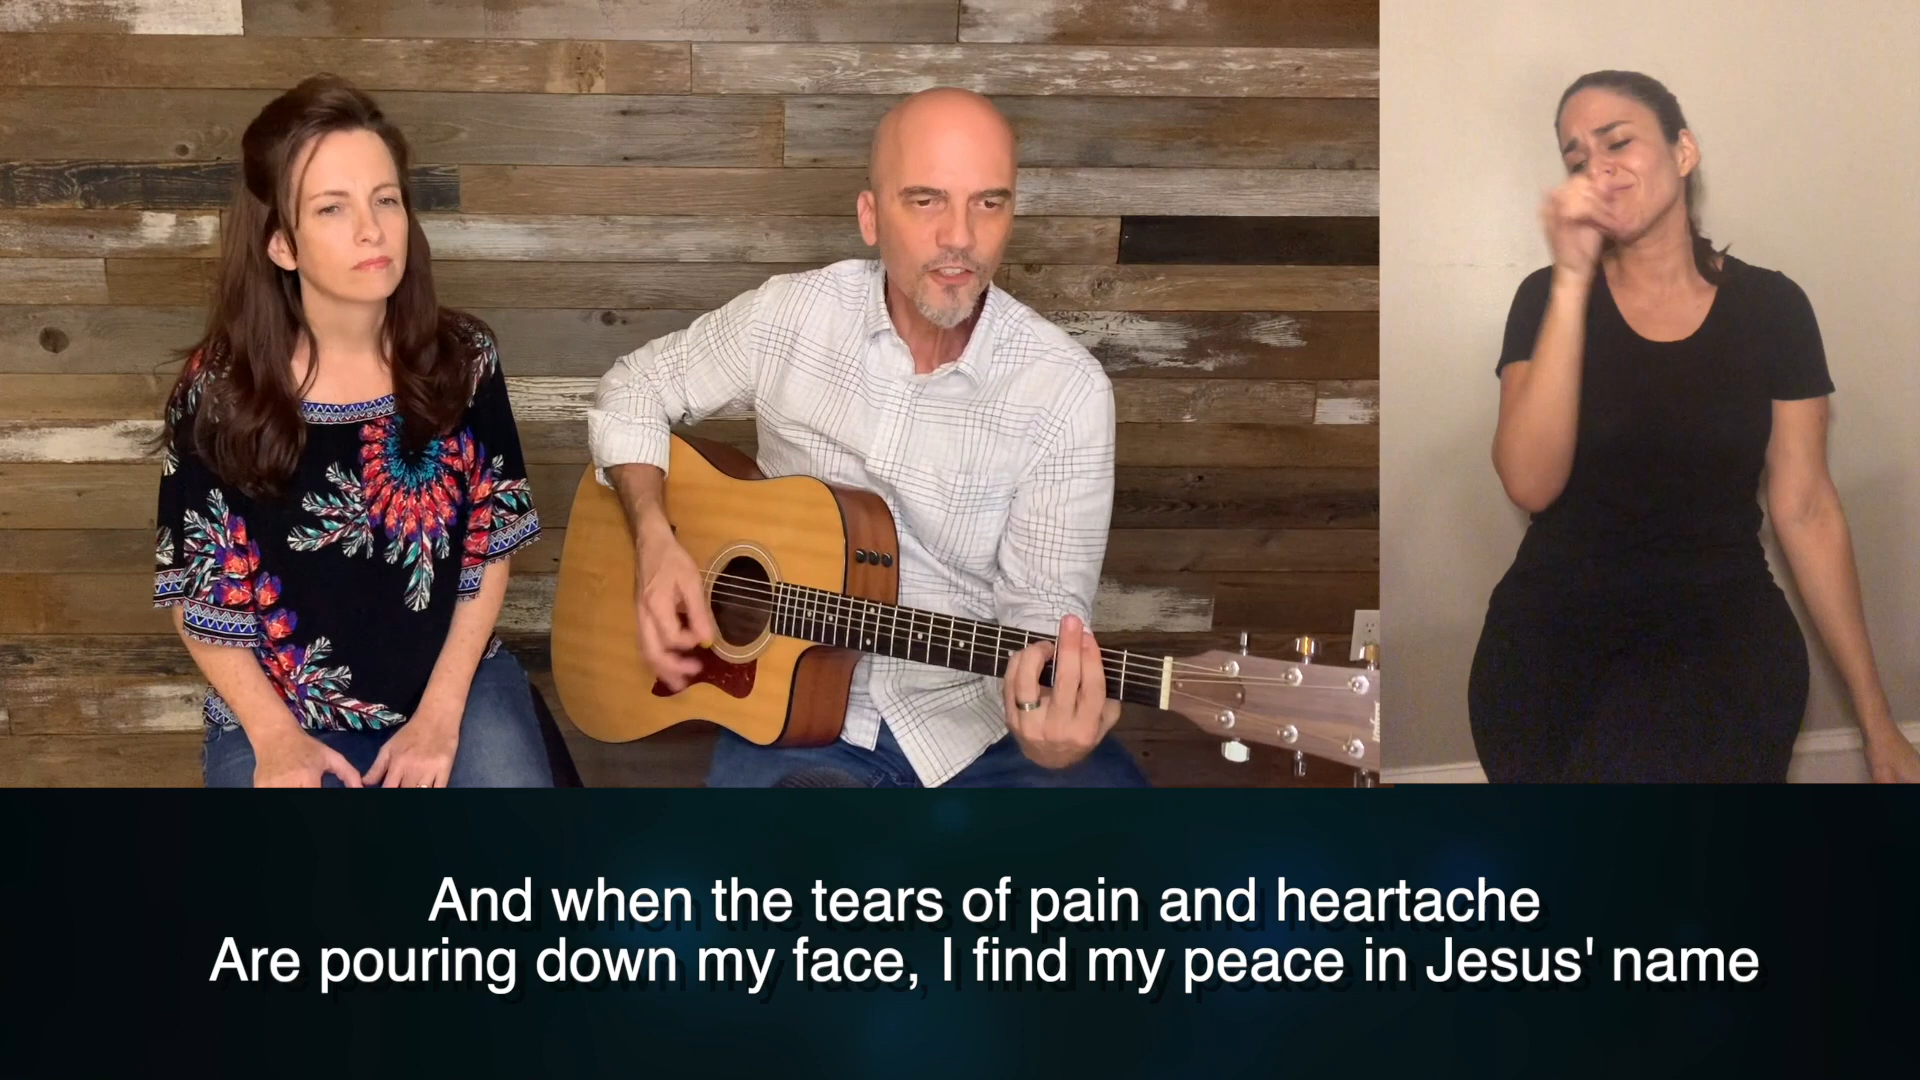 And when the tears of pain and heartache
Are pouring down my face, I find my peace in Jesus' name